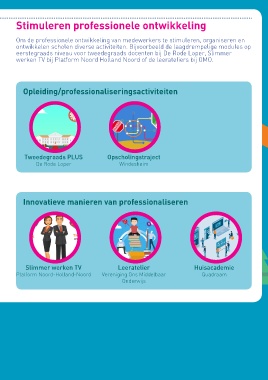 Stimuleren professionele ontwikkeling
Om de professionele ontwikkeling van medewerkers te stimuleren, organiseren en
ontwikkelen scholen diverse activiteiten. Bijvoorbeeld de laagdrempelige modules op
eerstegraads niveau voor tweedegraads docenten bij De Rode Loper, Slimmer
werken TV bij Platform Noord Holland Noord of de leerateliers bij OMO.
Opleiding/professionaliseringsactiviteiten
Tweedegraads PLUS
De Rode Loper
Opscholingstraject
Windesheim
Innovatieve manieren van professionaliseren
Slimmer werken TV
Platform Noord-Holland-Noord
Leeratelier
Vereniging Ons Middelbaar
Onderwijs
Huisacademie
Quadraam